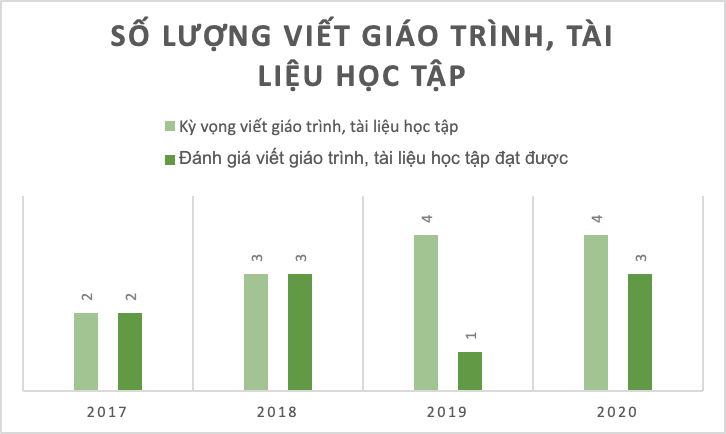 SỐ LƯỢNG VIẾT GIÁO TRÌNH, TÀI
LIỆU HỌC TẬP
Kỳ vọng viết giáo trình, tài liệu học tập
Đánh giá viết giáo trình, tài liệu học tập đạt được
2 2 3 3 4 1 4 3
2017 2018 2019 2020